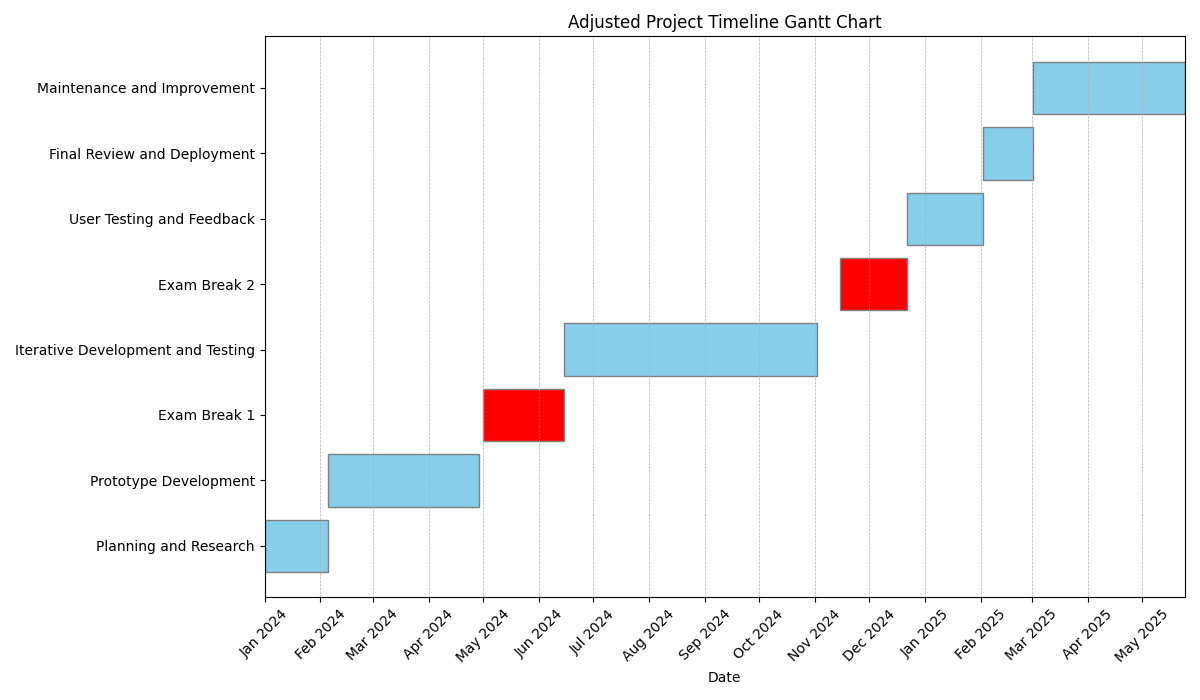 Adjusted Project Timeline Gantt Chart
Maintenance and Improvement
Final Review and Deployment
User Testing and Feedback
Exam Break 2
Iterative Development and Testing
Exam Break 1
Prototype Development
Planning and Research
Jan 2024
Feb 2024
Mar 2024
Apr 2024
May 2024
Jun 2024
Jul 2024
Aug 2024
Sep 2024
Oct 2024
Nov 2024
Dec 2024
Jan 2025
Feb 2025
Mar 2025
Apr 2025
May 2025
Date